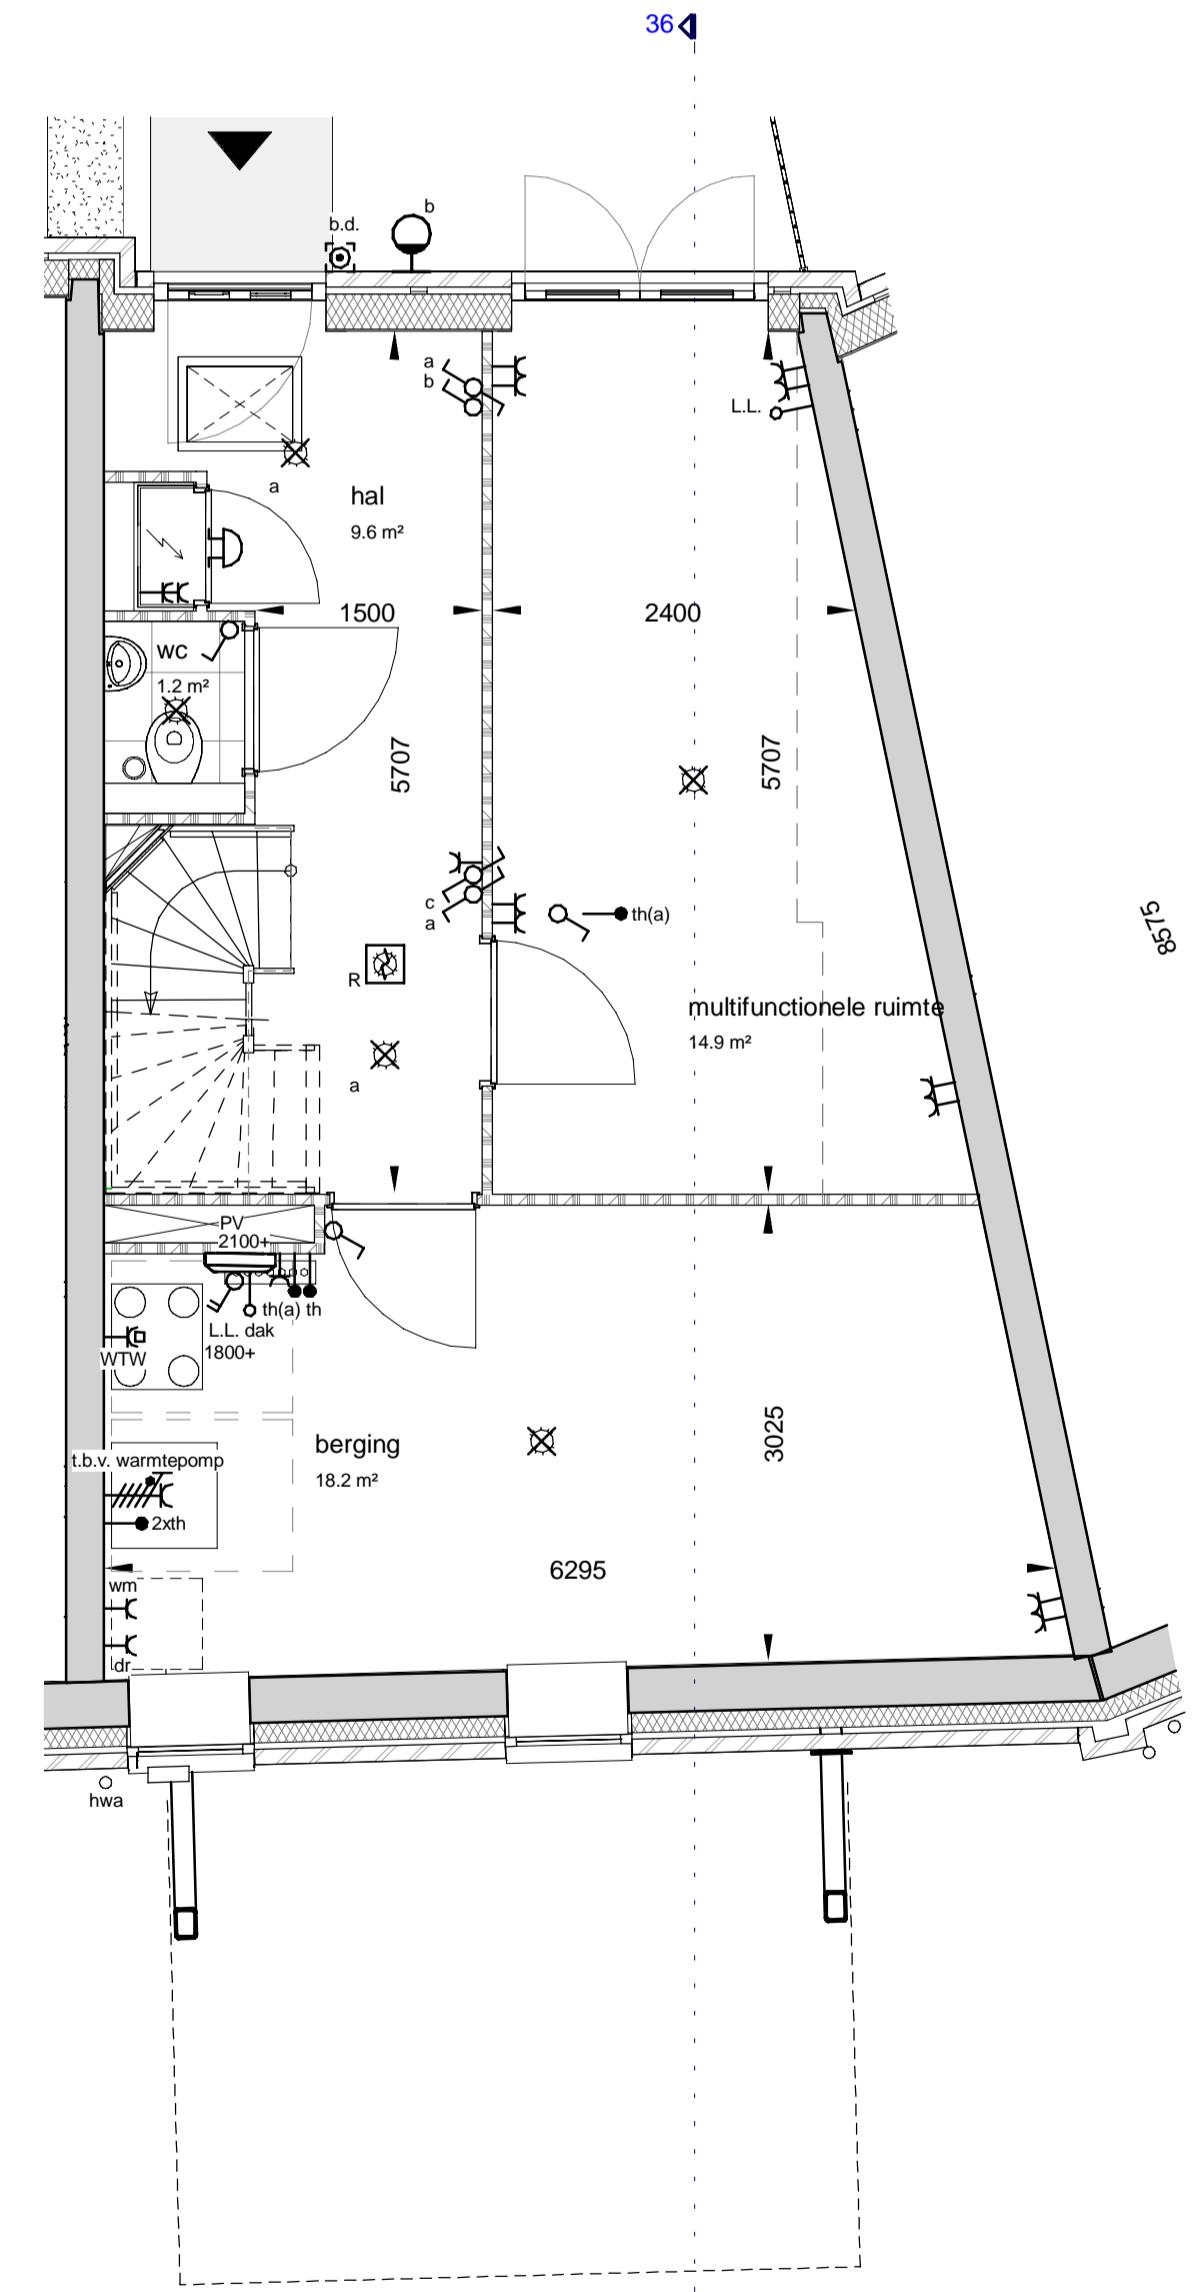 36
b
b.d.
a
b
L.L.
a
hal
9.6 m²
1500
2400
wc
1.2 m²
5707
5707
c
a
th(a)
8575
R
multifunctionele ruimte
14.9 m²
a
PV
2100+
th(a) th
L.L. dak
1800+
WTW
3025
berging
18.2 m²
t.b.v. warmtepomp
2xth
6295
wm
dr
hwa